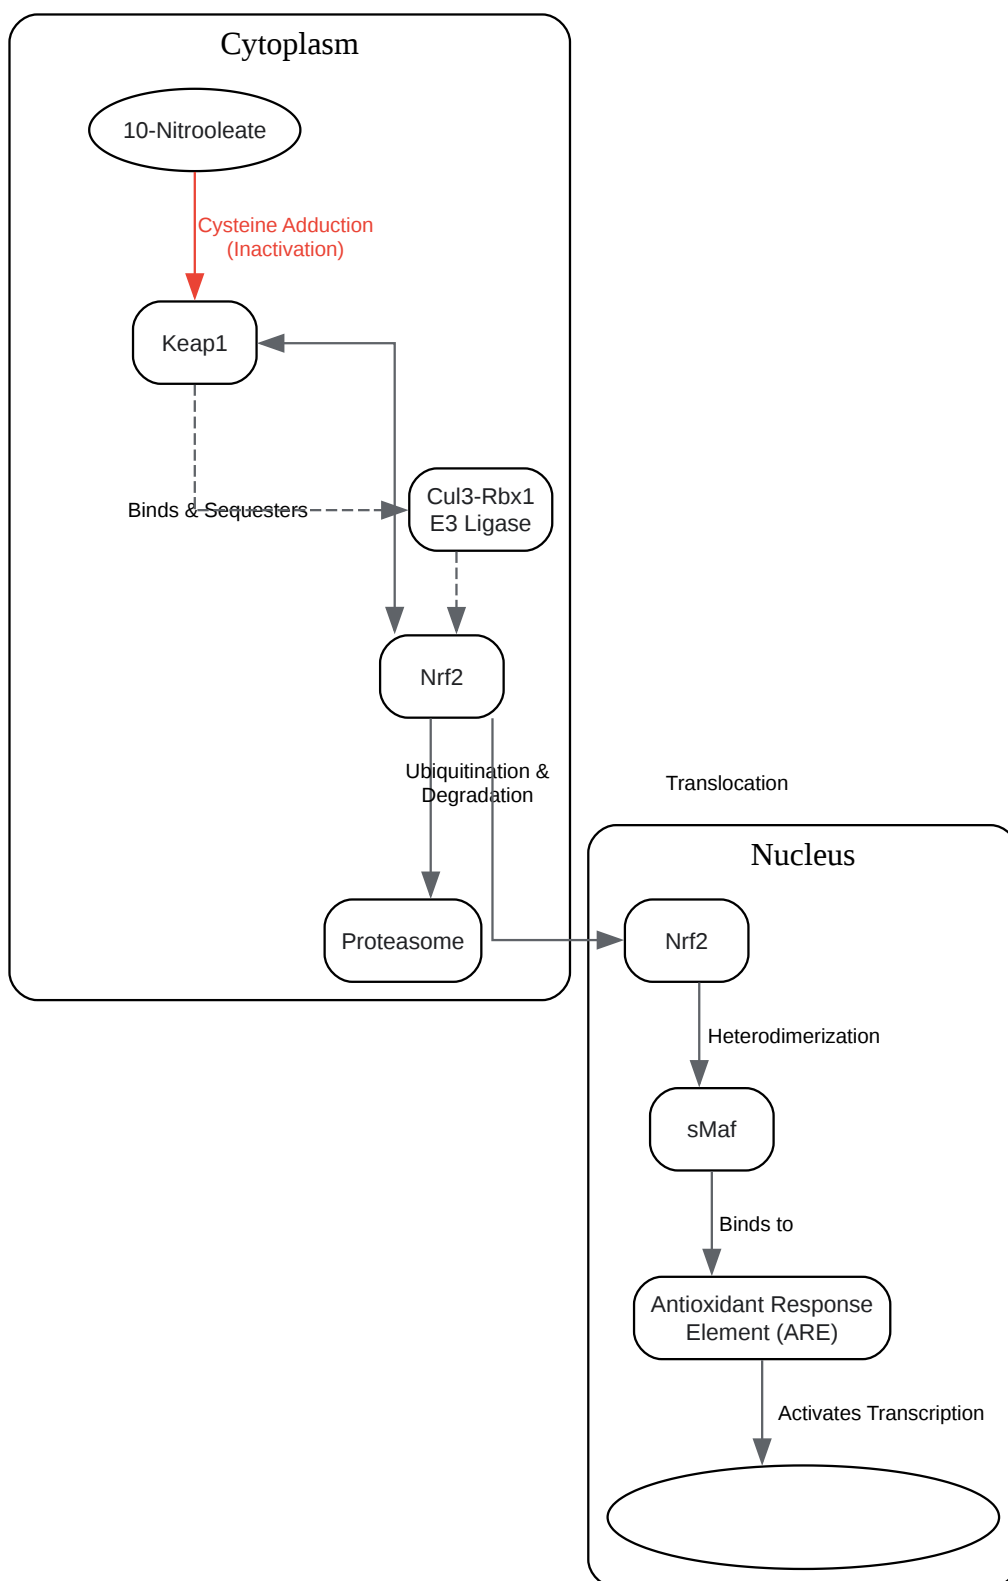 Cytoplasm
10-Nitrooleate
Cysteine Adduction
(Inactivation)
Keap1
Cul3-Rbx1
E3 Ligase
Binds & Sequesters
Nrf2
Ubiquitination &
Degradation
Translocation
Nucleus
Proteasome
Nrf2
Heterodimerization
sMaf
Binds to
Antioxidant Response
Element (ARE)
Activates Transcription